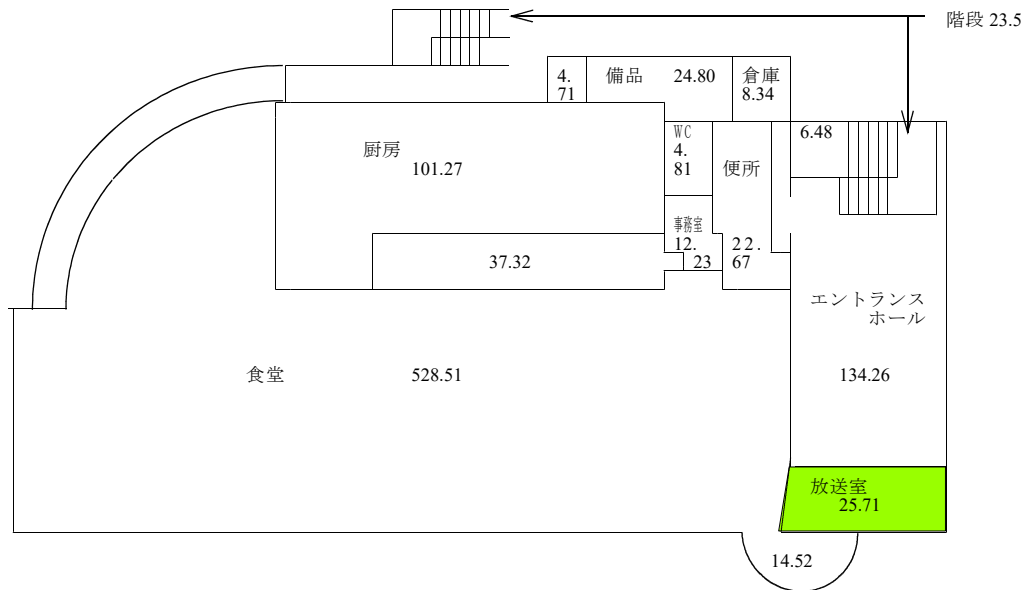 階段 23.5
4.
71
備品 24.80
倉庫
8.34
厨房
101.27
WC
4.
81
便所
6.48
事務室
12.
23
22.
67
37.32
エントランス
ホール
134.26
食堂 528.51
放送室
25.71
14.52